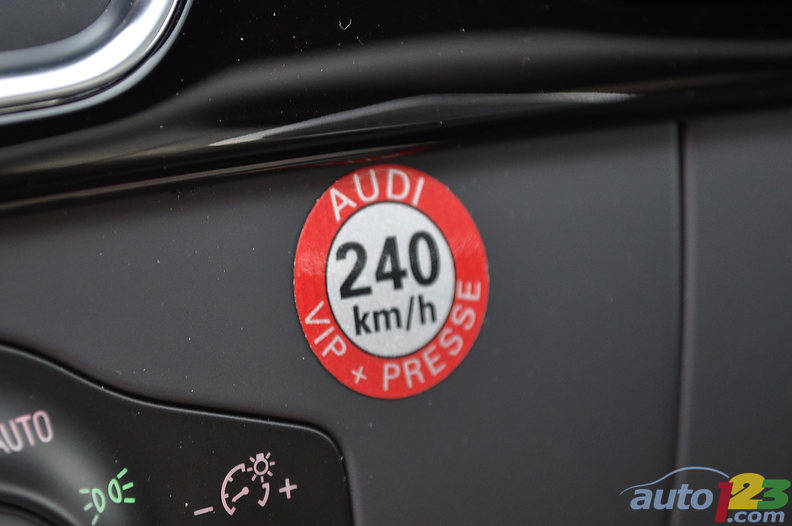 AUDI
240
km/h
VIP + PRESSE
AUTO
- +
auto123
.com